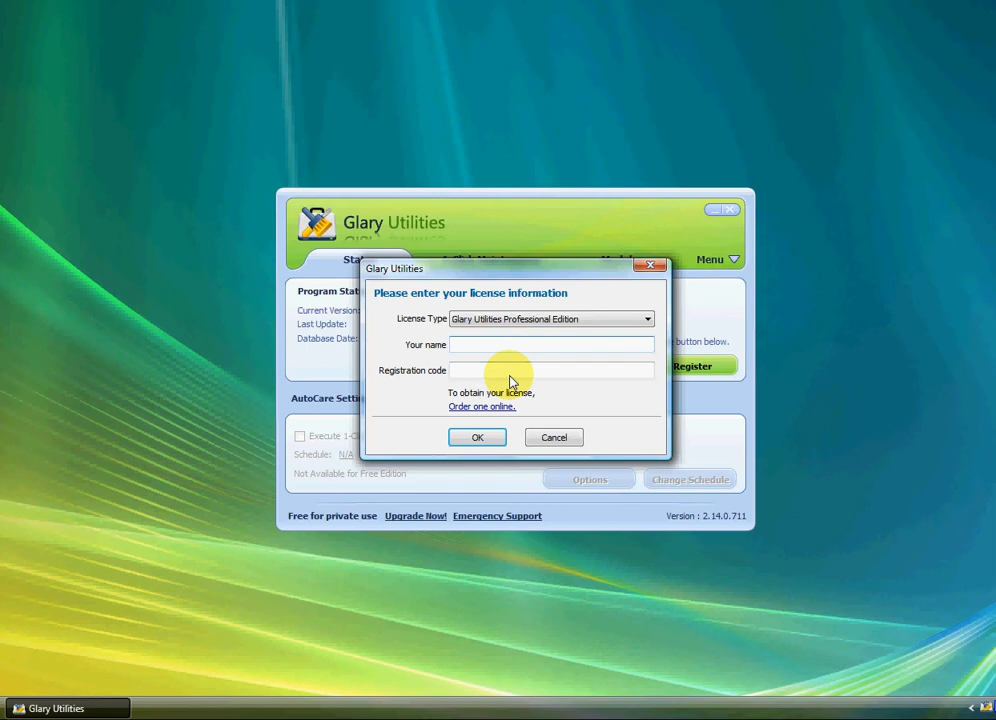 Glary Utilities
Menu
Program Stat
Current Version:
Last Update:
Database Date:
button below.
Register
AutoCare Setti
Execute 1-Cli
Schedule: N/A
Not Available for Free Edition
Options
Change Schedule
Free for private use Upgrade Now! Emergency Support
Version : 2.14.0.711
Glary Utilities
Please enter your license information
License Type Glary Utilities Professional Edition
Your name
Registration code
To obtain your license,
Order one online.
OK Cancel
Glary Utilities